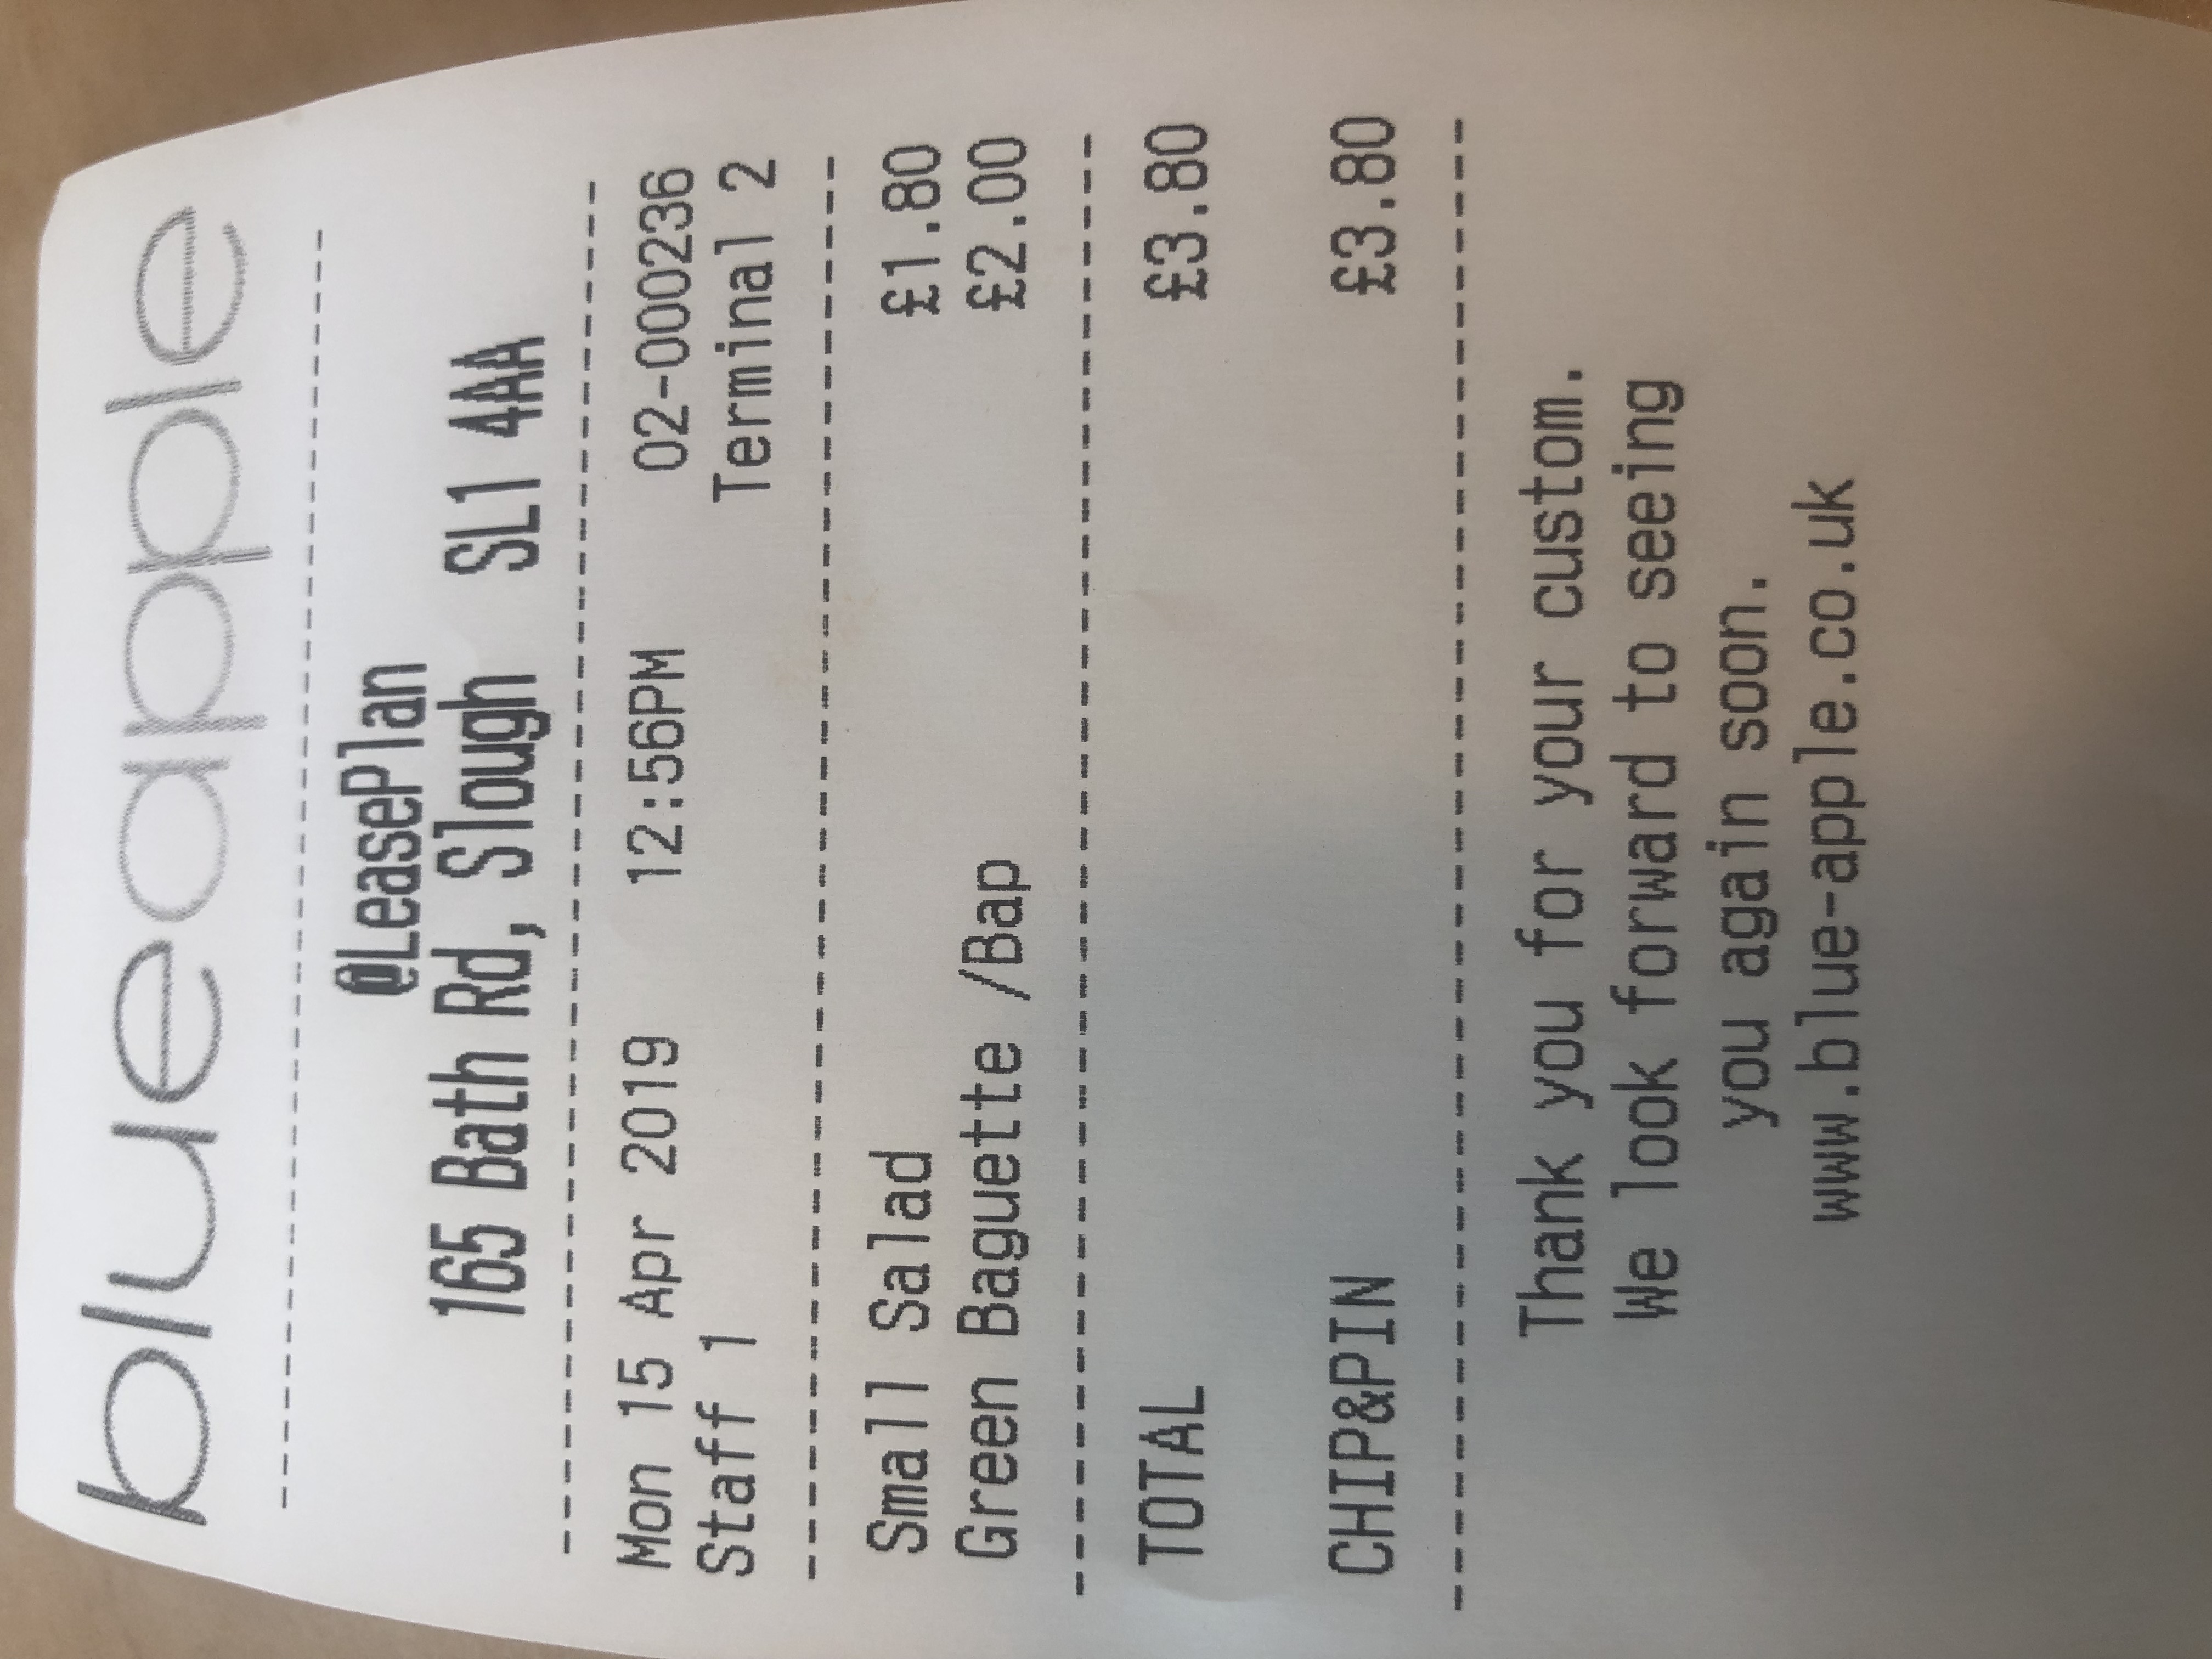 blueapple
@LeasePlan
165 Bath Rd, Slough SL1 4AA
Mon 15 Apr 2019 12:56PM 02-000236
Staff 1 Terminal 2
Small Salad £1.80
Green Baguette /Bap £2.00
TOTAL £3.80
CHIP&PIN £3.80
Thank you for your custom.
We look forward to seeing
you again soon.
www.blue-apple.co.uk